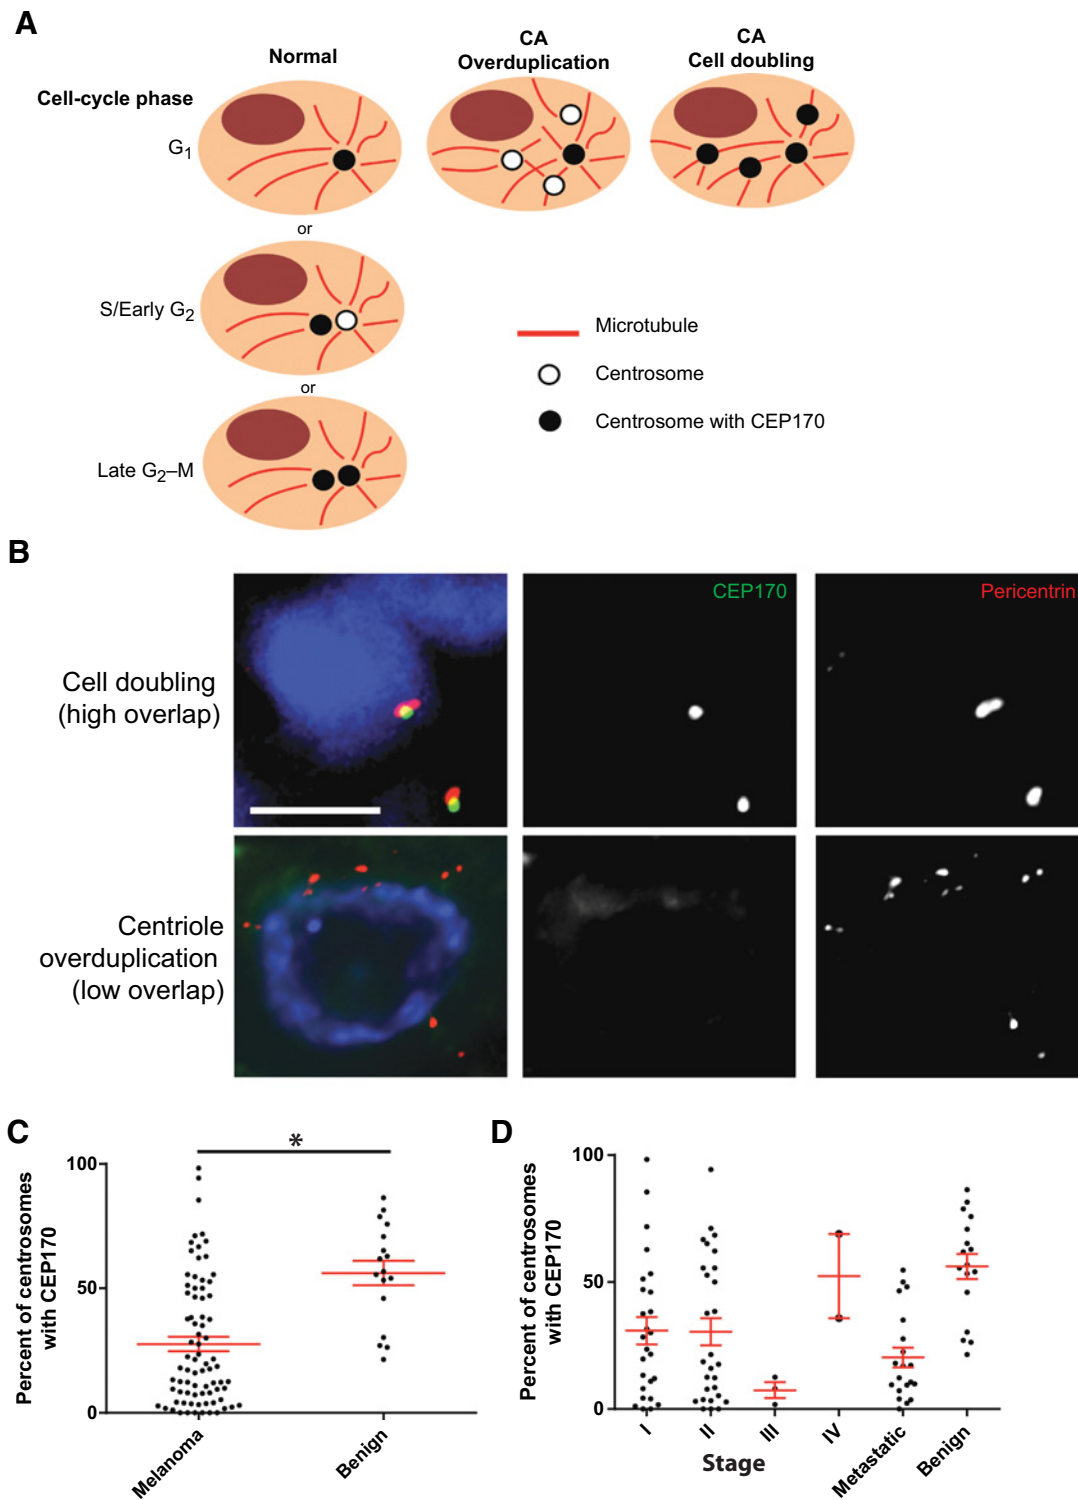 A
Normal
CA
Overduplication
CA
Cell doubling
Cell-cycle phase
G1
or
S/Early G2
or
Late G2–M
Microtubule
Centrosome
Centrosome with CEP170
B
Cell doubling
(high overlap)
CEP170
Pericentrin
Centriole
overduplication
(low overlap)
C
Percent of centrosomes
with CEP170
100
50
0
*
Melanoma
Benign
D
Percent of centrosomes
with CEP170
100
50
0
I
II
III
IV
Metastatic
Benign
Stage